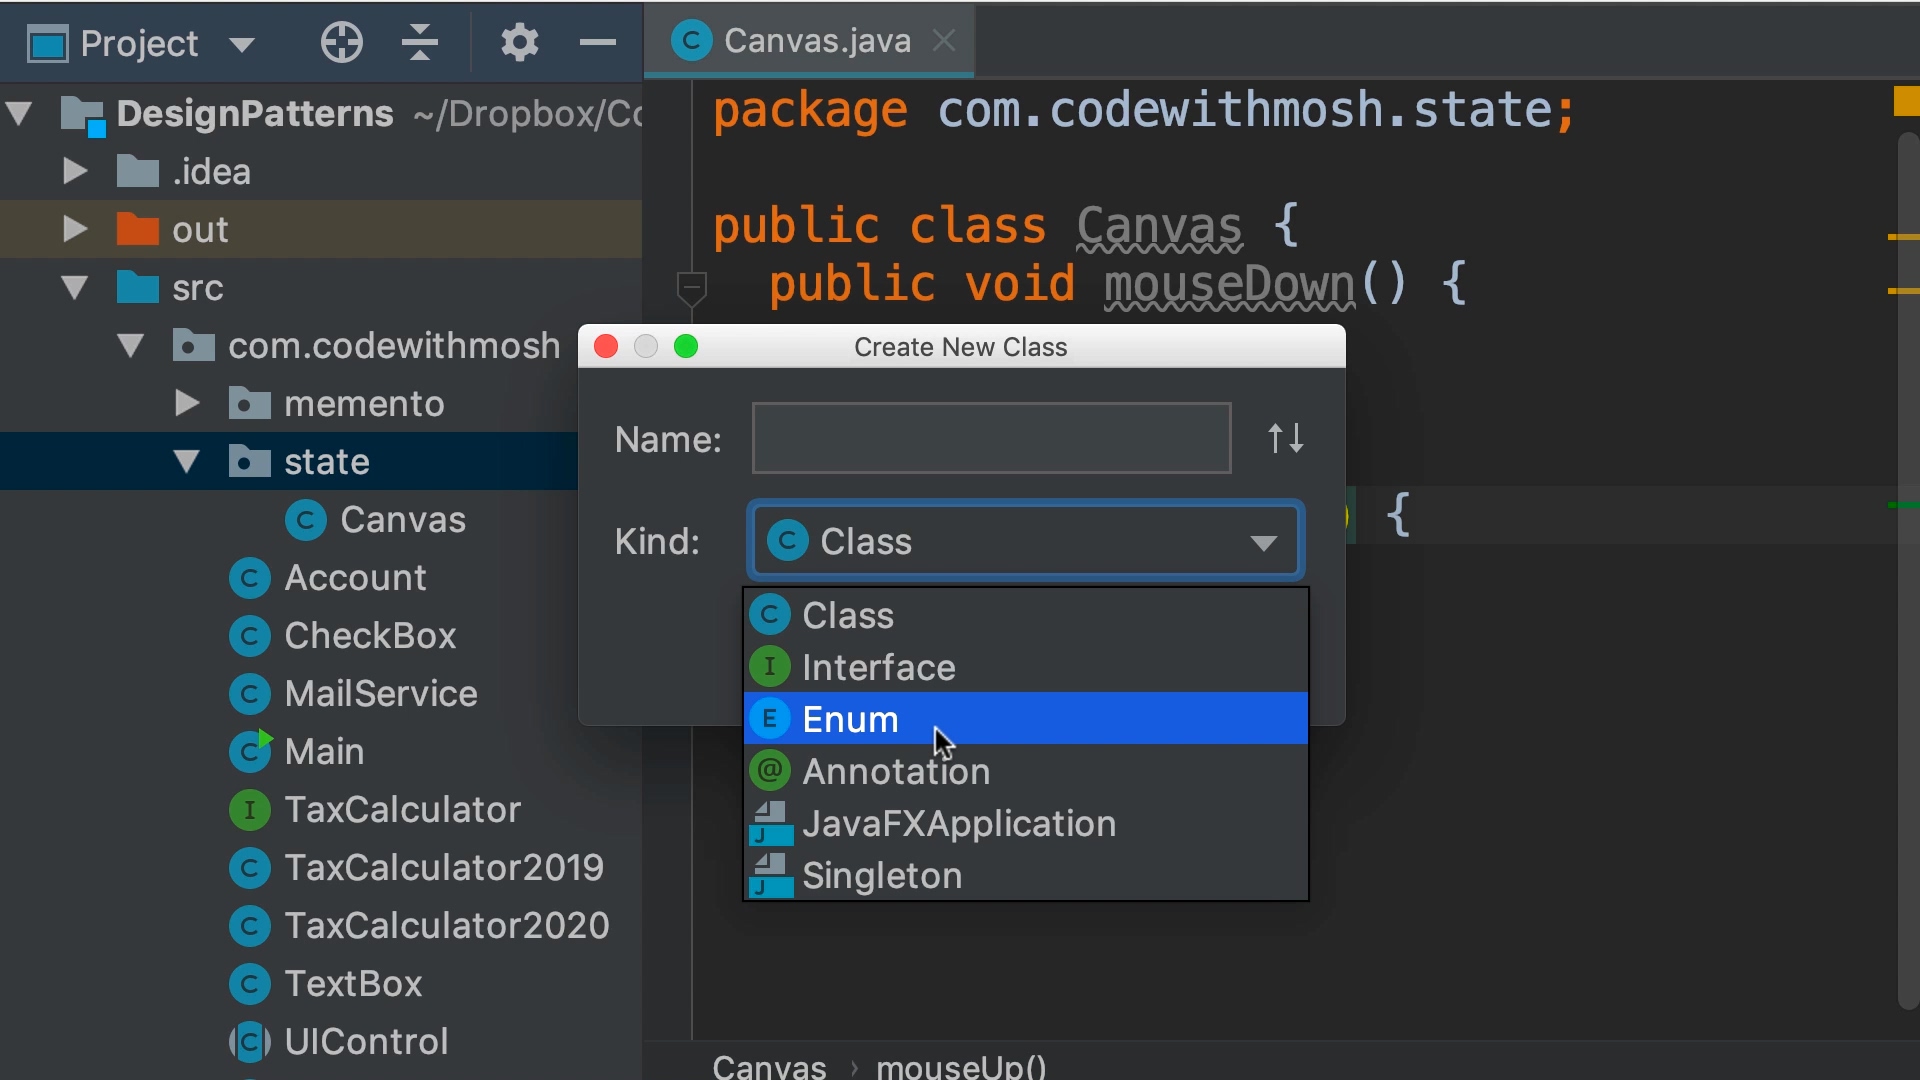 Project
DesignPatterns ~/Dropbox/Co
.idea
out
src
com.codewithmosh
memento
state
Canvas
Account
CheckBox
MailService
Main
TaxCalculator
TaxCalculator2019
TaxCalculator2020
TextBox
UIControl
Canvas.java
package com.codewithmosh.state;
public class Canvas {
public void mouseDown() {
) {
Create New Class
Name:
Kind: Class
Class
Interface
Enum
Annotation
JavaFXApplication
Singleton
Canvas › mouseUp()